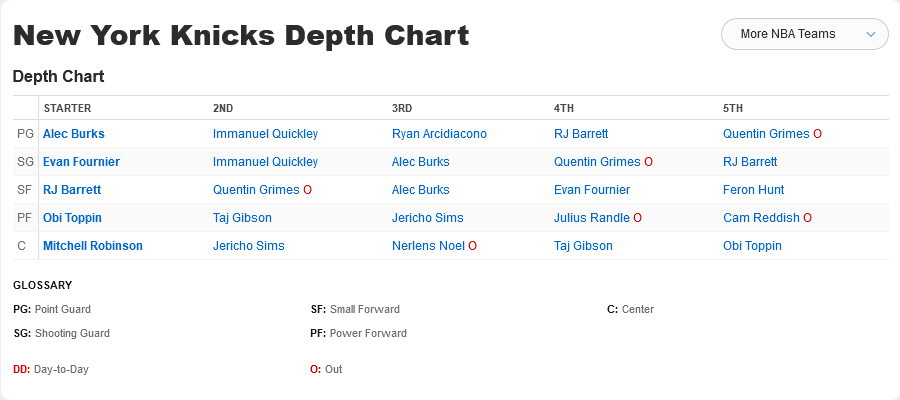 New York Knicks Depth Chart
More NBA Teams
Depth Chart
STARTER 2ND 3RD 4TH 5TH
PG Alec Burks Immanuel Quickley Ryan Arcidiacono RJ Barrett Quentin Grimes O
SG Evan Fournier Immanuel Quickley Alec Burks Quentin Grimes O RJ Barrett
SF RJ Barrett Quentin Grimes O Alec Burks Evan Fournier Feron Hunt
PF Obi Toppin Taj Gibson Jericho Sims Julius Randle O Cam Reddish O
C Mitchell Robinson Jericho Sims Nerlens Noel O Taj Gibson Obi Toppin
GLOSSARY
PG: Point Guard SF: Small Forward C: Center
SG: Shooting Guard PF: Power Forward
DD: Day-to-Day O: Out